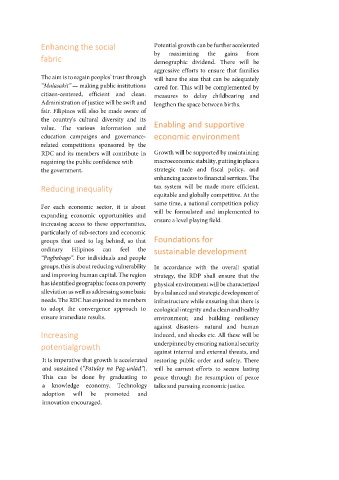 Enhancing the social
fabric
The aim is to regain peoples' trust through
"Malasakit" — making public institutions
citizen-centered, efficient and clean.
Administration of justice will be swift and
fair. Filipinos will also be made aware of
the country's cultural diversity and its
value. The various information and
education campaigns and governance-
related competitions sponsored by the
RDC and its members will contribute in
regaining the public confidence with
the government.
Reducing inequality
For each economic sector, it is about
expanding economic opportunities and
increasing access to these opportunities,
particularly of sub-sectors and economic
groups that used to lag behind, so that
ordinary Filipinos can feel the
"Pagbabago". For individuals and people
groups, this is about reducing vulnerability
and improving human capital. The region
has identified geographic focus on poverty
alleviation as well as addressing some basic
needs. The RDC has enjoined its members
to adopt the convergence approach to
ensure immediate results.
Increasing
potentialgrowth
It is imperative that growth is accelerated
and sustained ("Patuloy na Pag-unlad").
This can be done by graduating to
a knowledge economy. Technology
adoption will be promoted and
innovation encouraged.
Potential growth can be further accelerated
by maximizing the gains from
demographic dividend. There will be
aggressive efforts to ensure that families
will have the size that can be adequately
cared for. This will be complemented by
measures to delay childbearing and
lengthen the space between births.
Enabling and supportive
economic environment
Growth will be supported by maintaining
macroeconomic stability, putting in place a
strategic trade and fiscal policy, and
enhancing access to financial services. The
tax system will be made more efficient,
equitable and globally competitive. At the
same time, a national competition policy
will be formulated and implemented to
ensure a level playing field.
Foundations for
sustainable development
In accordance with the overall spatial
strategy, the RDP shall ensure that the
physical environment will be characterized
by a balanced and strategic development of
infrastructure while ensuring that there is
ecological integrity and a clean and healthy
environment; and building resiliency
against disasters- natural and human
induced, and shocks etc. All these will be
underpinned by ensuring national security
against internal and external threats, and
restoring public order and safety. There
will be earnest efforts to secure lasting
peace through the resumption of peace
talks and pursuing economic justice.